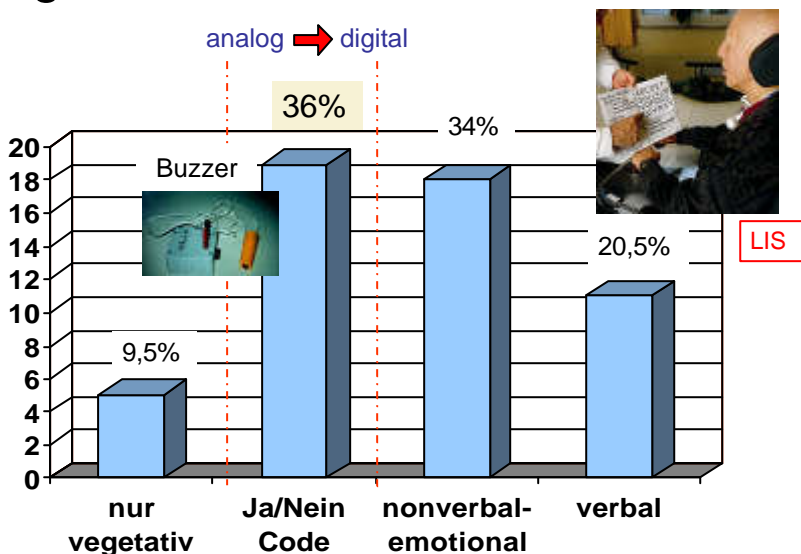 analog digital
36%
34%
Buzzer
20,5%
LIS
9,5%
20
18
16
14
12
10
8
6
4
2
0
nur
vegetativ
Ja/Nein
Code
nonverbal-
emotional
verbal